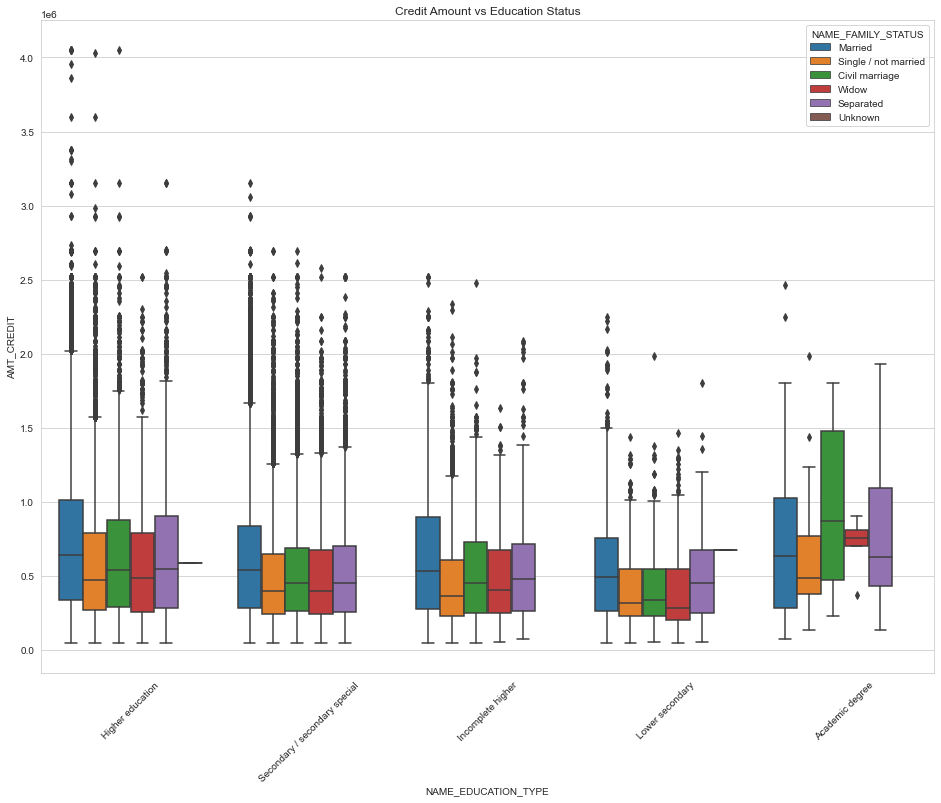 Credit Amount vs Education Status
1e6
NAME_FAMILY_STATUS
Married
Single / not married
Civil marriage
Widow
Separated
Unknown
4.0
3.5
3.0
2.5
2.0
1.5
1.0
0.5
0.0
AMT_CREDIT
Higher education
Secondary / secondary special
Incomplete higher
Lower secondary
Academic degree
NAME_EDUCATION_TYPE